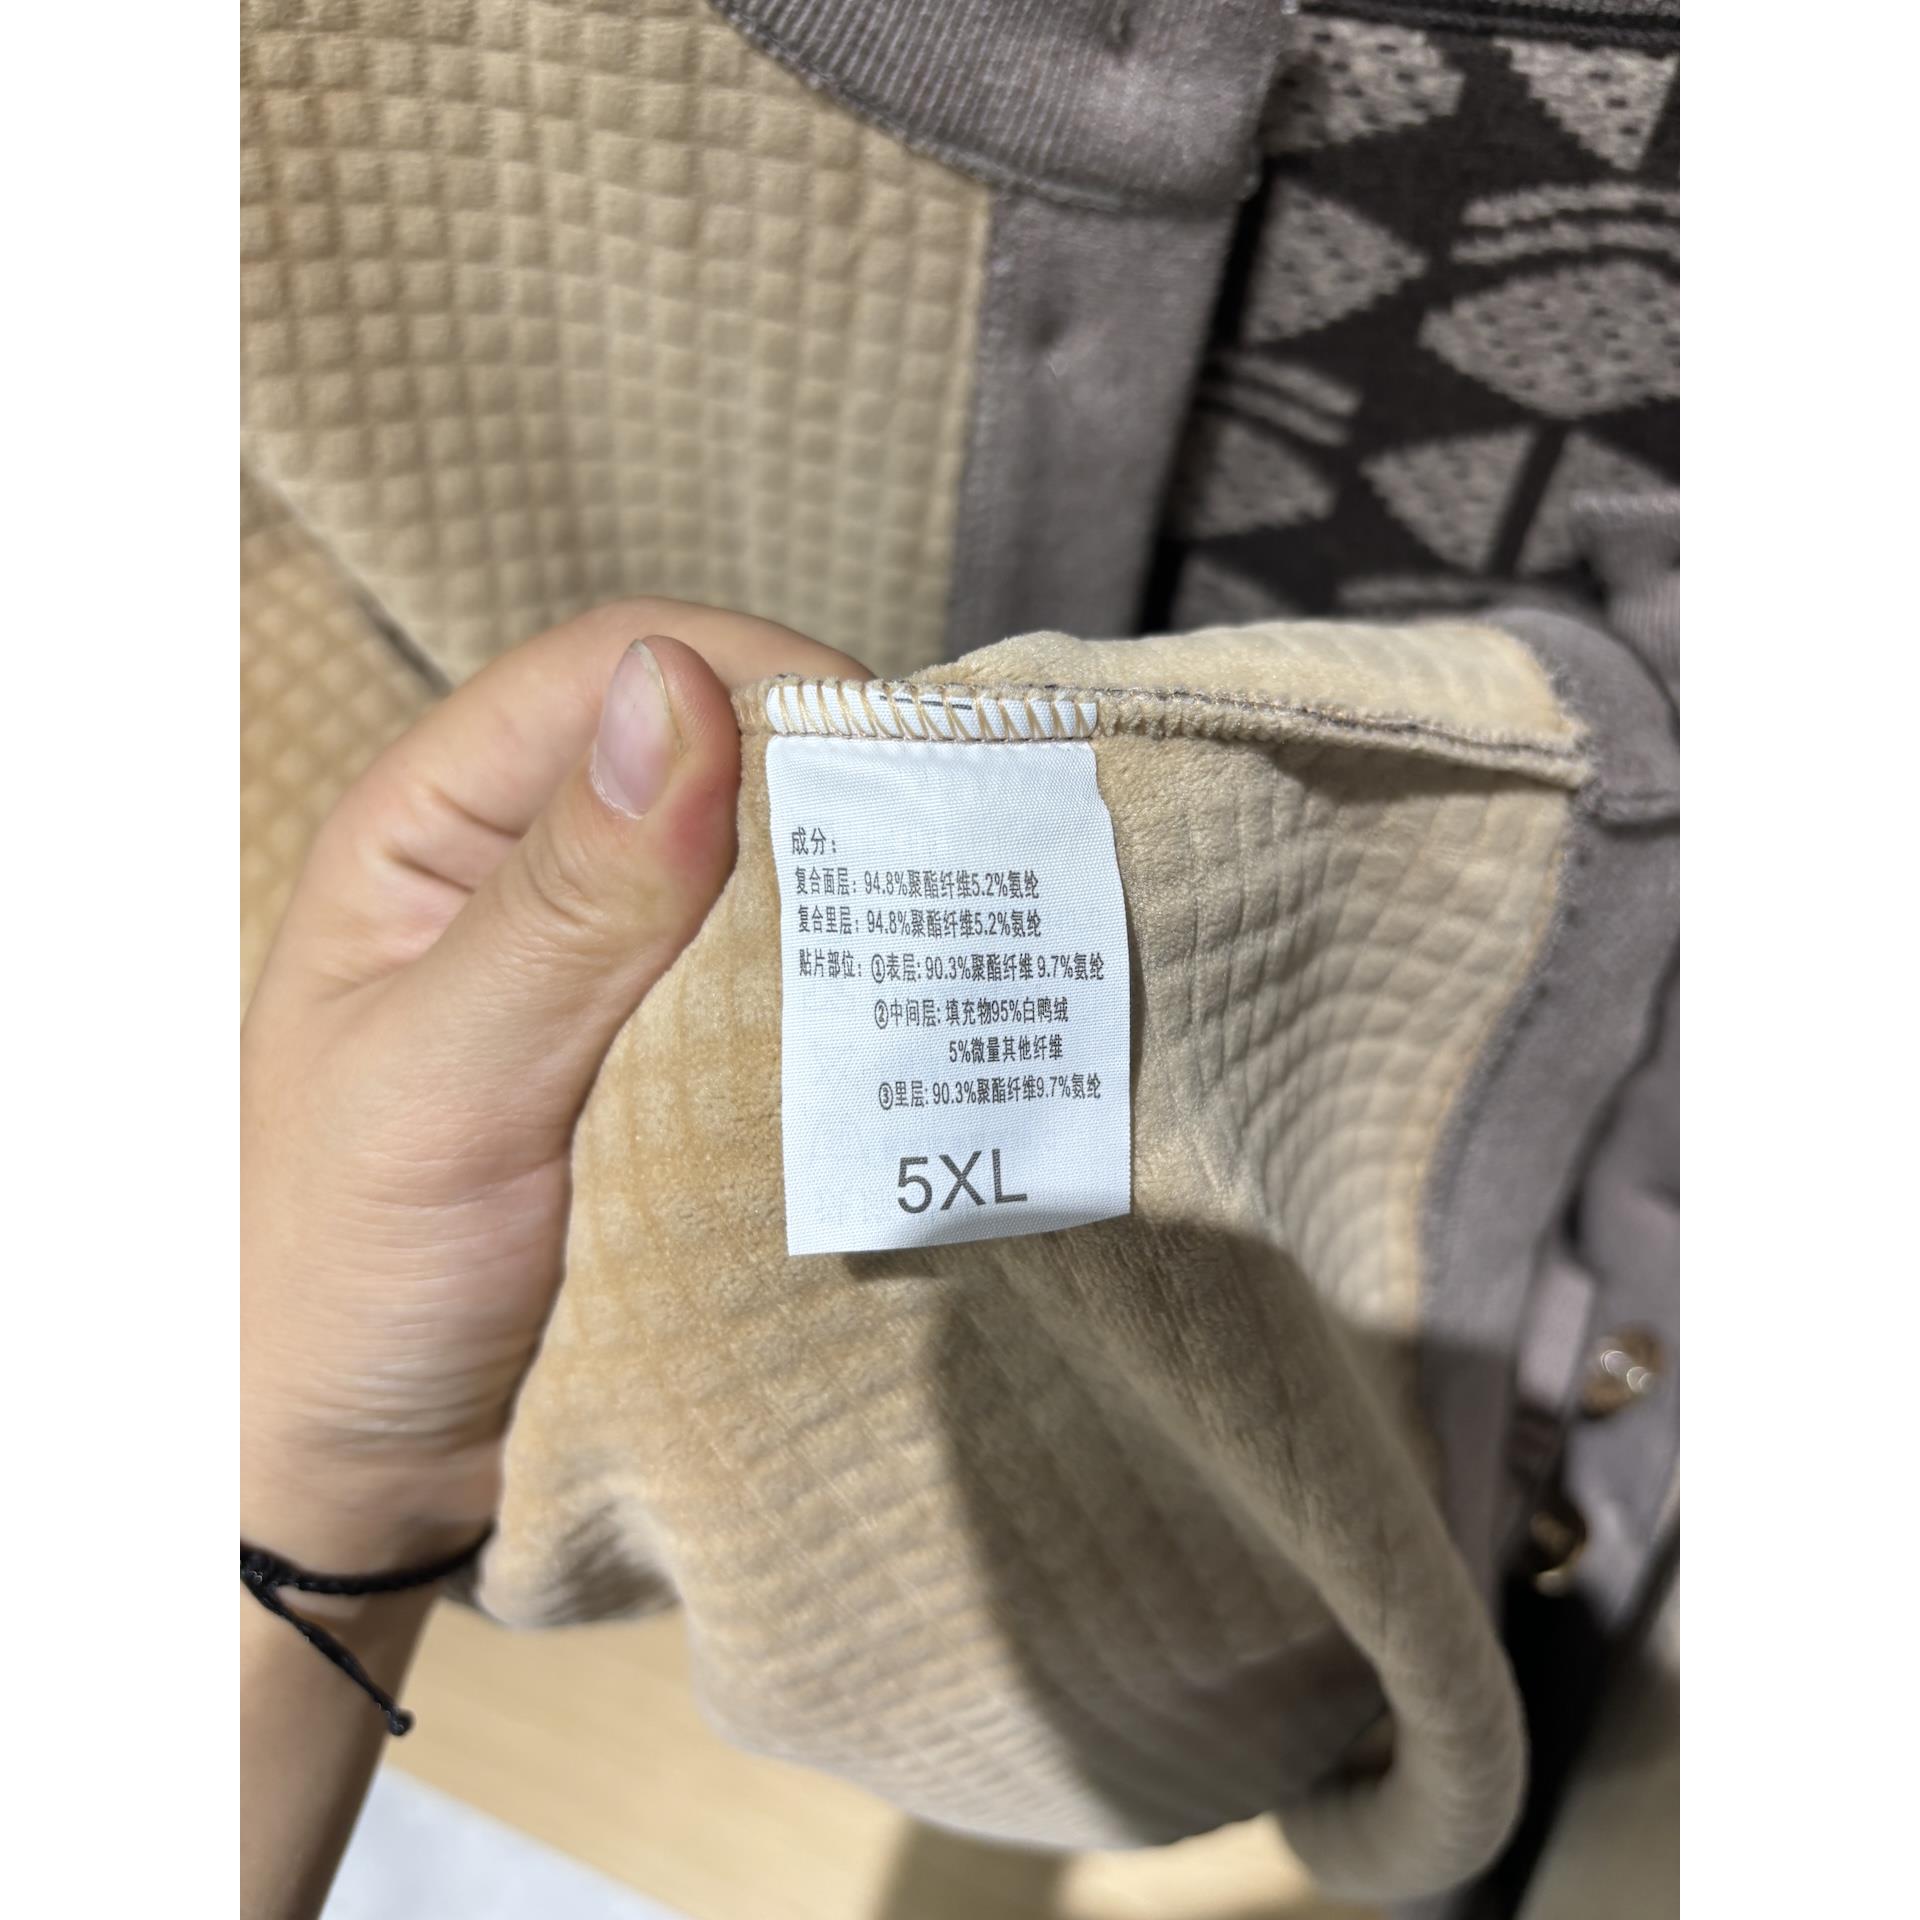 成分：
复合面层：94.8%聚酯纤维5.2%氨纶
复合里层：94.8%聚酯纤维5.2%氨纶
贴片部位：①表层: 90.3%聚酯纤维 9.7%氨纶
②中间层: 填充物95%白鸭绒
5%微量其他纤维
③里层: 90.3%聚酯纤维9.7%氨纶
5XL